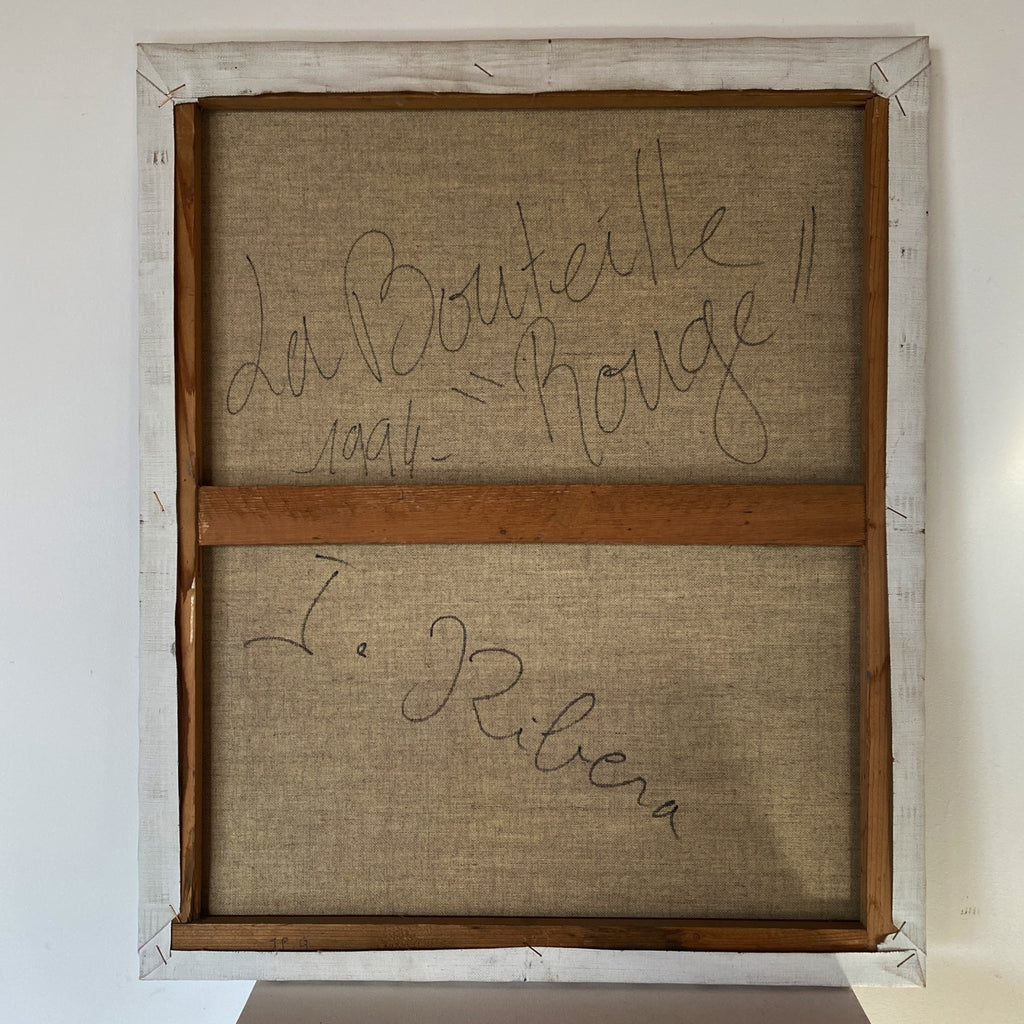 La Bouteille
"Rouge"
1994-
J. Ribera